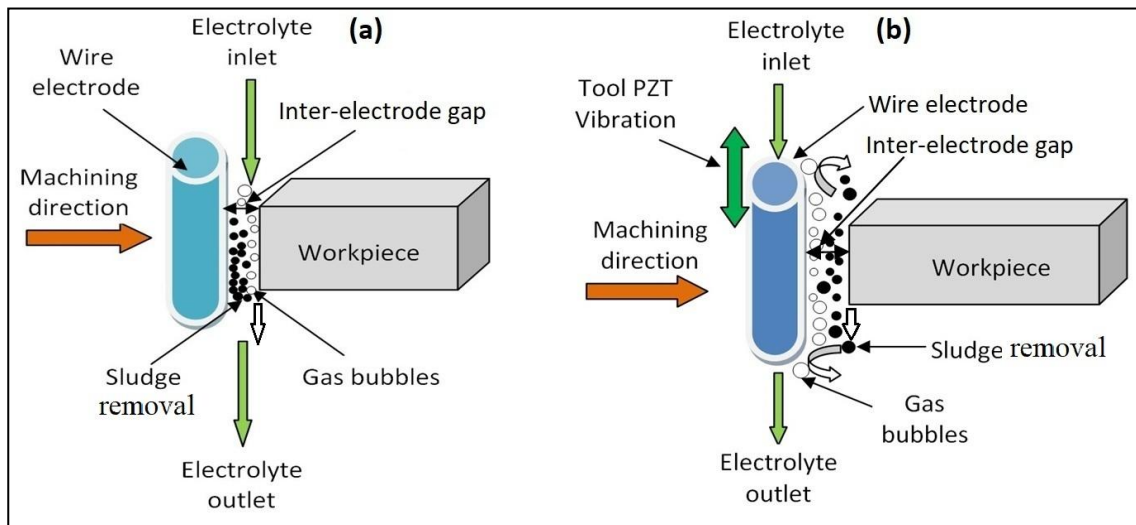 (a)
Electrolyte
inlet
Wire
electrode
Inter-electrode gap
Machining
direction
Workpiece
Sludge
removal
Gas bubbles
Electrolyte
outlet
(b)
Electrolyte
inlet
Tool PZT
Vibration
Wire electrode
Inter-electrode gap
Machining
direction
Workpiece
Sludge removal
Gas
bubbles
Electrolyte
outlet